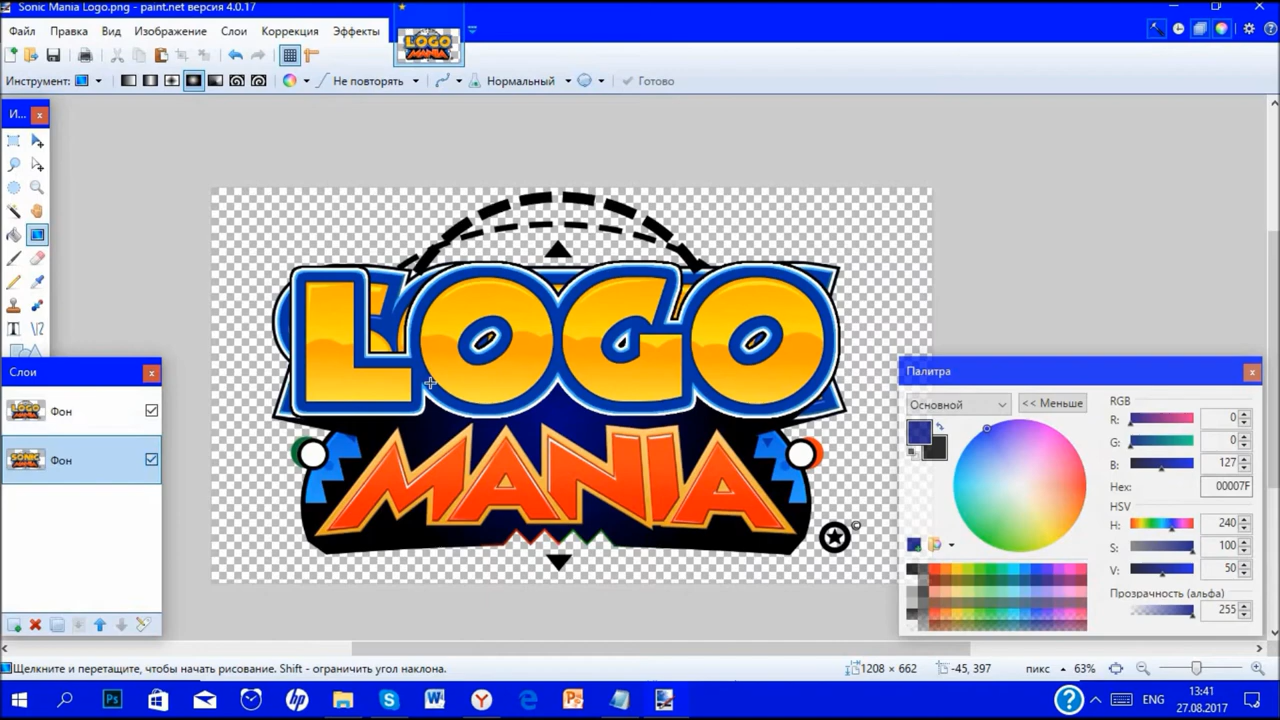 Sonic Mania Logo.png - paint.net версия 4.0.17
Файл Правка Вид Изображение Слои Коррекция Эффекты
Инструмент: Не повторять Нормальный Готово
И...
LOGO
MANIA
©
Слои
Фон
Фон
Палитра
Основной << Меньше
RGB
R: 0
G: 0
B: 127
Hex: 00007F
HSV
H: 240
S: 100
V: 50
Прозрачность (альфа)
255
Щелкните и перетащите, чтобы начать рисование. Shift - ограничить угол наклона. 1208 × 662 -45, 397 пикс 63%
ENG 13:41
27.08.2017